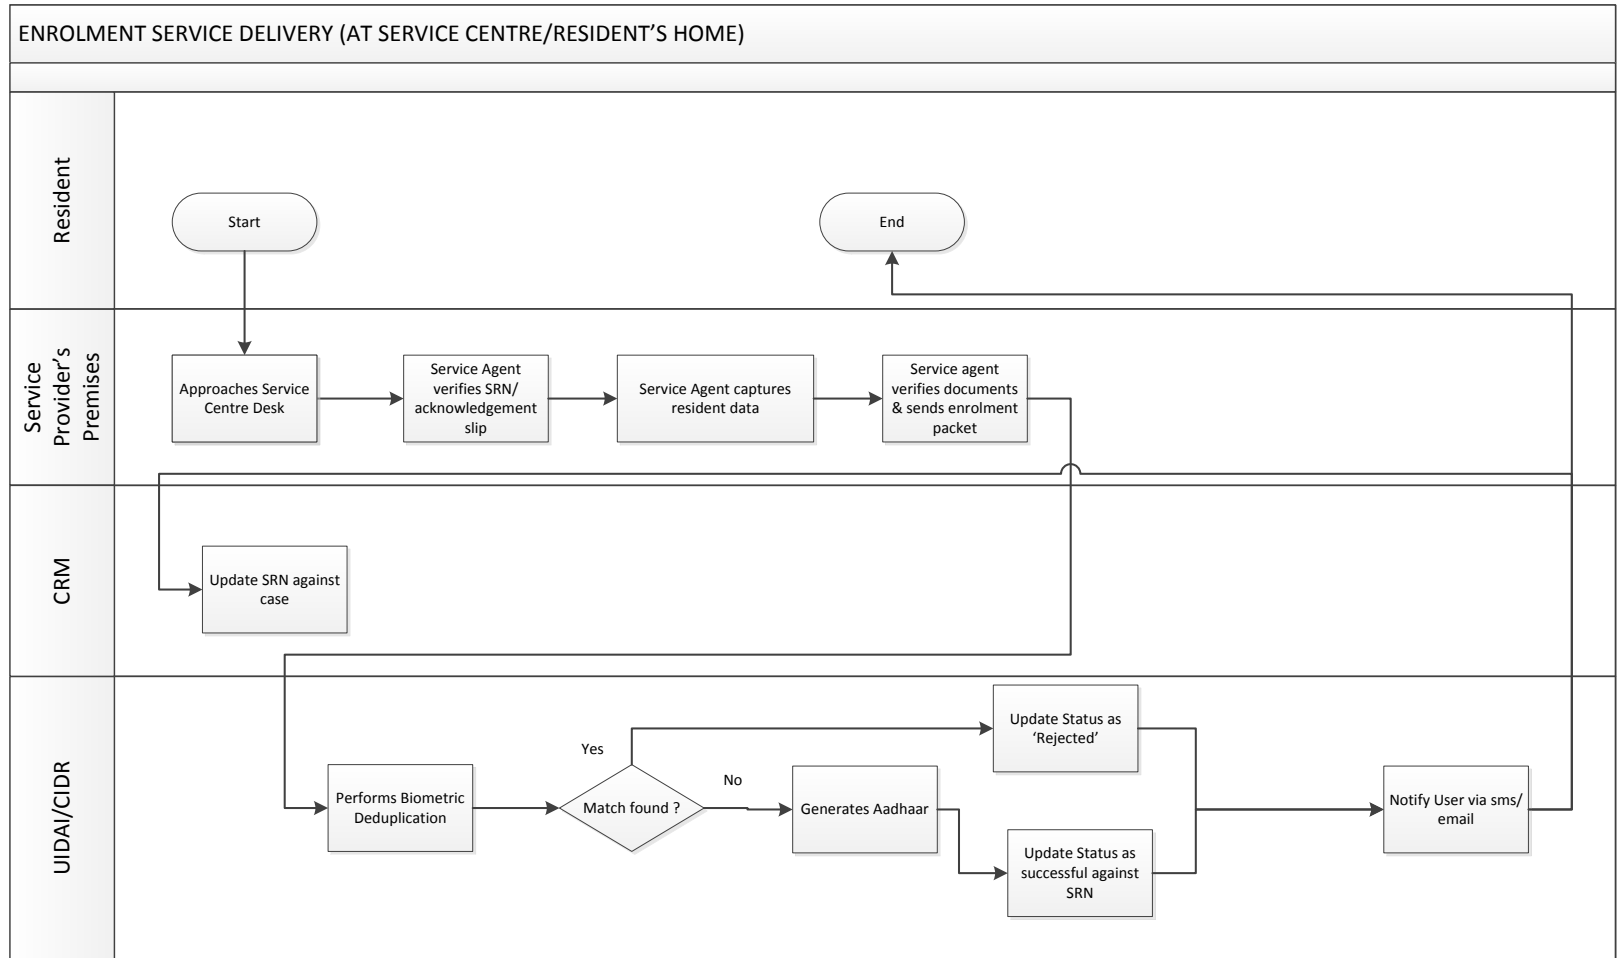 ENROLMENT SERVICE DELIVERY (AT SERVICE CENTRE/RESIDENT'S HOME)
Resident
Start
End
Service
Provider's
Premises
Approaches Service
Centre Desk
Service Agent
verifies SRN/
acknowledgement
slip
Service Agent captures
resident data
Service agent
verifies documents
& sends enrolment
packet
CRM
Update SRN against
case
UIDAI/CIDR
Performs Biometric
Deduplication
Match found ?
Yes
No
Generates Aadhaar
Update Status as
‘Rejected’
Update Status as
successful against
SRN
Notify User via sms/
email